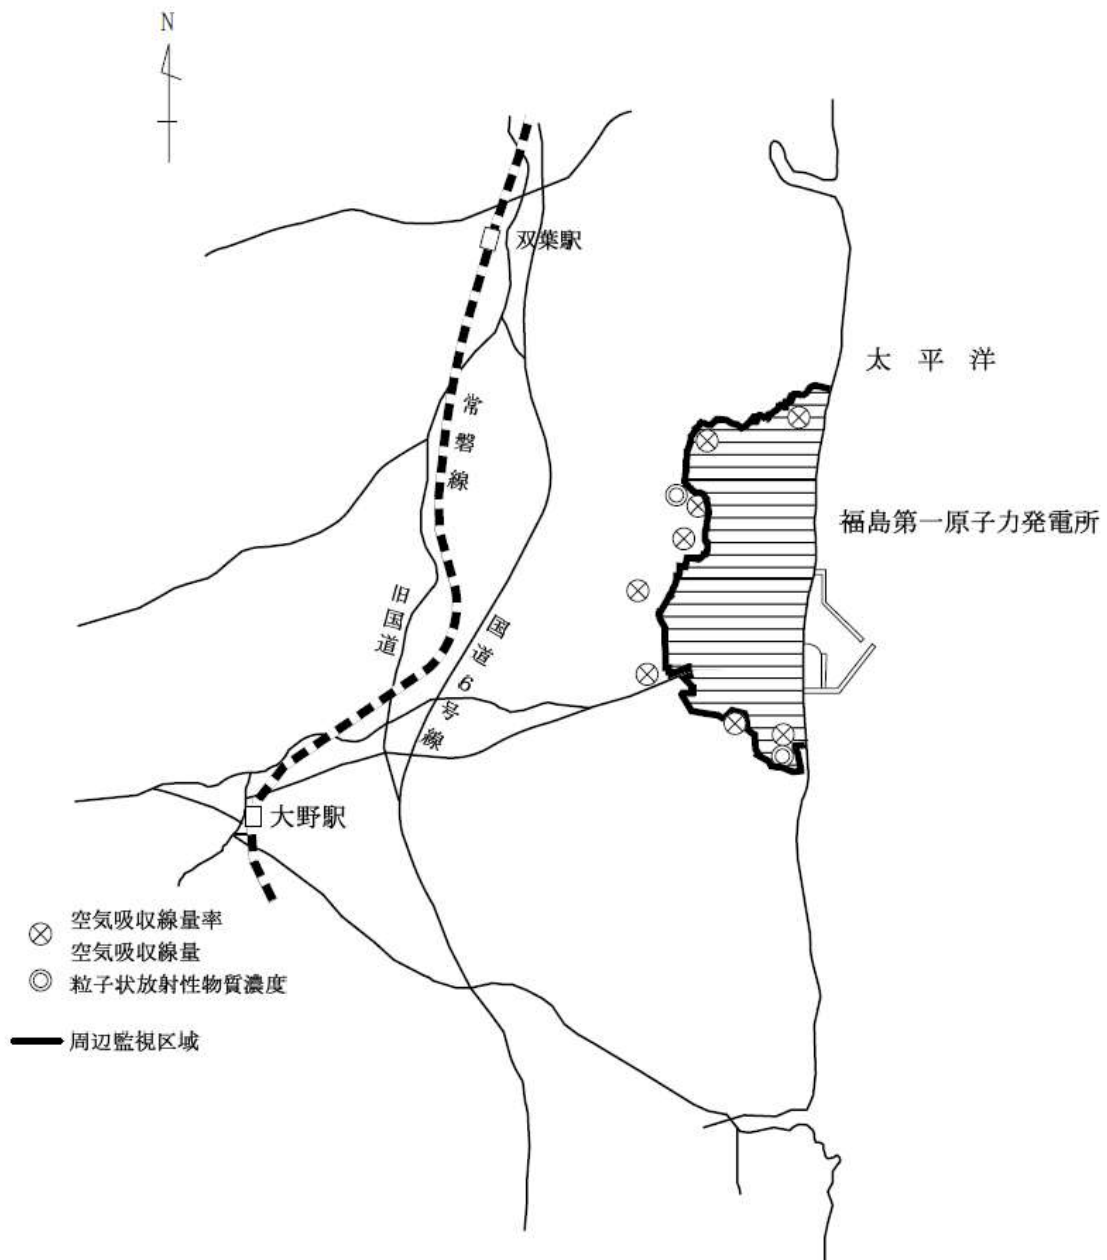 N
双葉駅
太平洋
常磐線
福島第一原子力発電所
旧国道
国道6号線
大野駅
空気吸収線量率
空気吸収線量
粒子状放射性物質濃度
周辺監視区域